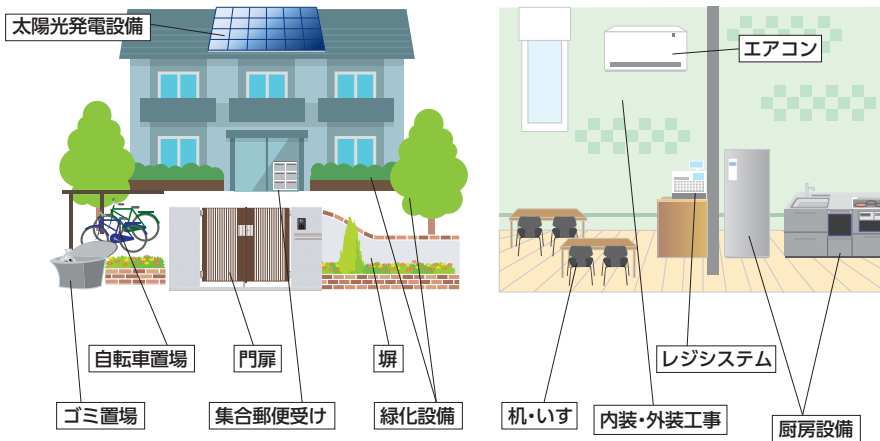 太陽光発電設備
エアコン
自転車置場
門扉
塀
レジシステム
ゴミ置場
集合郵便受け
緑化設備
机・いす
内装・外装工事
厨房設備